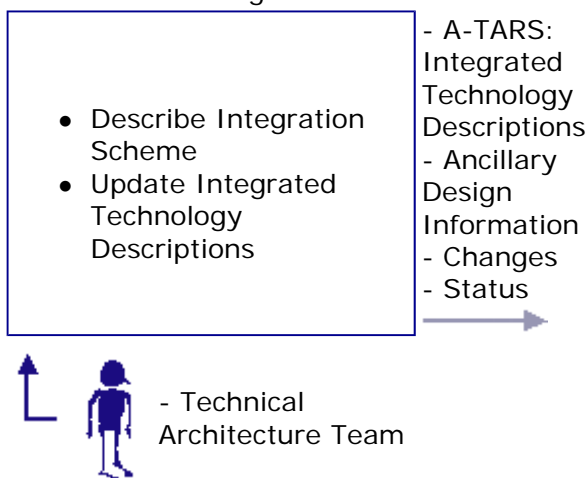 ● Describe Integration
Scheme
● Update Integrated
Technology
Descriptions
- A-TARS:
Integrated
Technology
Descriptions
- Ancillary
Design
Information
- Changes
- Status
- Technical
Architecture Team